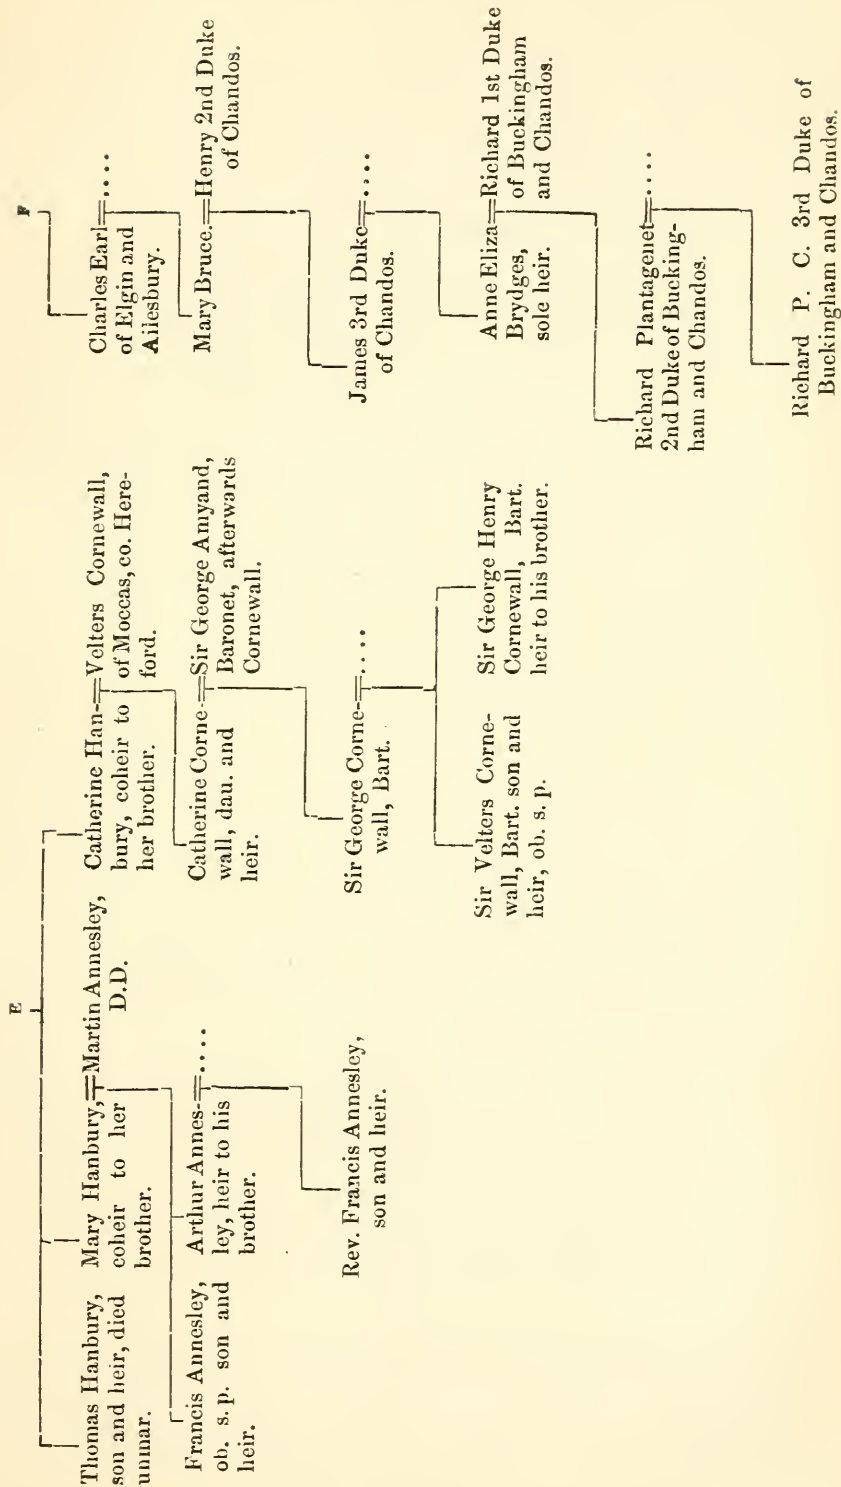 E
Thomas Hanbury,
son and heir, died
unmar.
Mary Hanbury,=Martin Annesley,
coheir to her
brother.
D.D.
Catherine Han-=Velters Cornewall,
bury, coheir to
her brother.
of Moccas, co. Here-
ford.
Francis Annesley,
ob. s. p. son and
heir.
Arthur Annes-=....
ley, heir to his
brother.
Catherine Corne-=Sir George Amyand,
wall, dau. and
heir.
Baronet, afterwards
Cornewall.
Rev. Francis Annesley,
son and heir.
Sir George Corne-=....
wall, Bart.
Sir Velters Corne-
wall, Bart. son and
heir, ob. s. p.
Sir George Henry
Cornewall, Bart.
heir to his brother.
F
Charles Earl=....
of Elgin and
Ailesbury.
Mary Bruce.=Henry 2nd Duke
of Chandos.
James 3rd Duke=....
of Chandos.
Anne Eliza=Richard 1st Duke
Brydges,
sole heir.
of Buckingham
and Chandos.
Richard Plantagenet=....
2nd Duke of Bucking-
ham and Chandos.
Richard P. C. 3rd Duke of
Buckingham and Chandos.